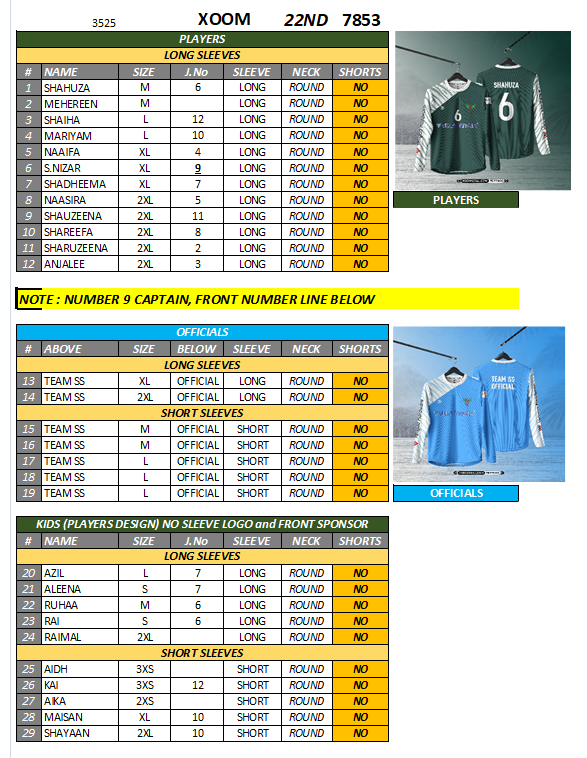 3525 XOOM 22ND 7853
PLAYERS
LONG SLEEVES
# NAME SIZE J.No SLEEVE NECK SHORTS
1 SHAHUZA M 6 LONG ROUND NO
2 MEHEREEN M LONG ROUND NO
3 SHAIHA L 12 LONG ROUND NO
4 MARIYAM L 10 LONG ROUND NO
5 NAAIFA XL 4 LONG ROUND NO
6 S.NIZAR XL 9 LONG ROUND NO
7 SHADHEEMA XL 7 LONG ROUND NO
8 NAASIRA 2XL 5 LONG ROUND NO
9 SHAUZEENA 2XL 11 LONG ROUND NO
10 SHAREEFA 2XL 8 LONG ROUND NO
11 SHARUZEENA 2XL 2 LONG ROUND NO
12 ANJALEE 2XL 3 LONG ROUND NO
SHAHUZA
6
6
PLAYERS
NOTE : NUMBER 9 CAPTAIN, FRONT NUMBER LINE BELOW
OFFICIALS
# ABOVE SIZE BELOW SLEEVE NECK SHORTS
LONG SLEEVES
13 TEAM SS XL OFFICIAL LONG ROUND NO
14 TEAM SS 2XL OFFICIAL LONG ROUND NO
SHORT SLEEVES
15 TEAM SS M OFFICIAL SHORT ROUND NO
16 TEAM SS M OFFICIAL SHORT ROUND NO
17 TEAM SS L OFFICIAL SHORT ROUND NO
18 TEAM SS L OFFICIAL SHORT ROUND NO
19 TEAM SS L OFFICIAL SHORT ROUND NO
TEAM SS
OFFICIAL
OFFICIALS
KIDS (PLAYERS DESIGN) NO SLEEVE LOGO and FRONT SPONSOR
# NAME SIZE J.No SLEEVE NECK SHORTS
LONG SLEEVES
20 AZIL L 7 LONG ROUND NO
21 ALEENA S 7 LONG ROUND NO
22 RUHAA M 6 LONG ROUND NO
23 RAI S 6 LONG ROUND NO
24 RAIMAL 2XL LONG ROUND NO
SHORT SLEEVES
25 AIDH 3XS SHORT ROUND NO
26 KAI 3XS 12 SHORT ROUND NO
27 AIKA 2XS SHORT ROUND NO
28 MAISAN XL 10 SHORT ROUND NO
29 SHAYAAN 2XL 10 SHORT ROUND NO